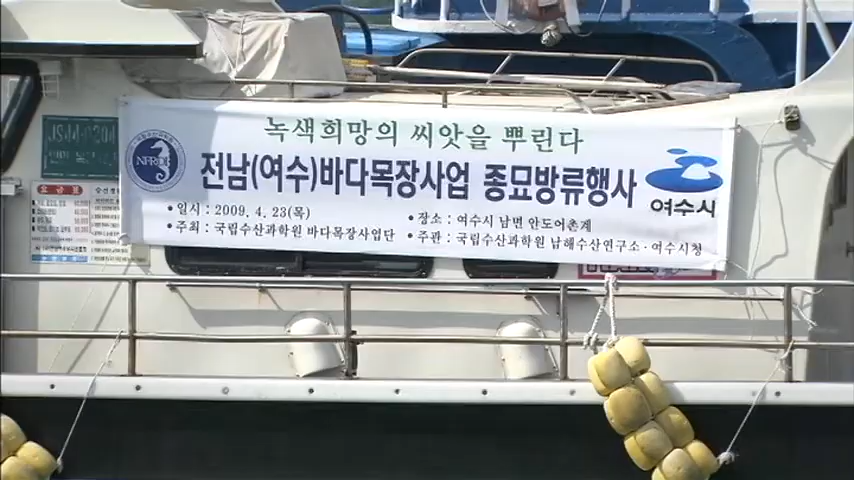 녹색희망의 씨앗을 뿌린다
NFRDI
전남(여수)바다목장사업 종묘방류행사
여수시
• 일시 : 2009. 4. 23(목)
• 장소 : 여수시 남면 안도어촌계
• 주최 : 국립수산과학원 바다목장사업단
• 주관 : 국립수산과학원 남해수산연구소 · 여수시청
요금표